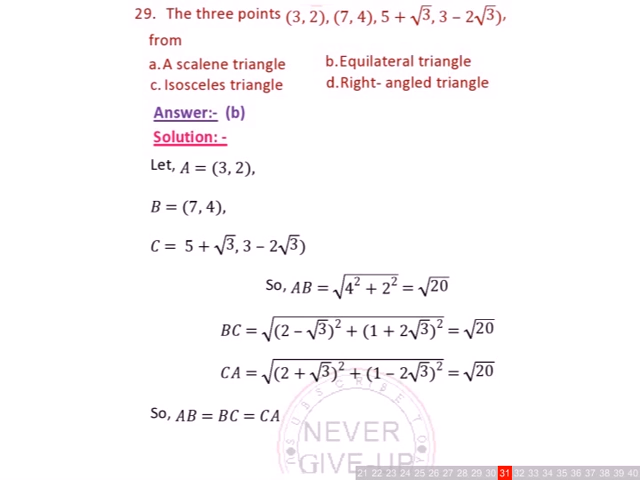 29. The three points (3, 2), (7, 4), 5 + √3, 3 − 2√3),
from
a.A scalene triangle b.Equilateral triangle
c. Isosceles triangle d.Right- angled triangle
Answer:- (b)
Solution: -
Let, A = (3, 2),
B = (7, 4),
C = 5 + √3, 3 − 2√3)
So, AB = √(4² + 2²) = √20
BC = √((2 − √3)² + (1 + 2√3)²) = √20
CA = √((2 + √3)² + (1 − 2√3)²) = √20
So, AB = BC = CA
SUBSCRIBE TO
NEVER
GIVE-UP
21 22 23 24 25 26 27 28 29 30 31 32 33 34 35 36 37 38 39 40